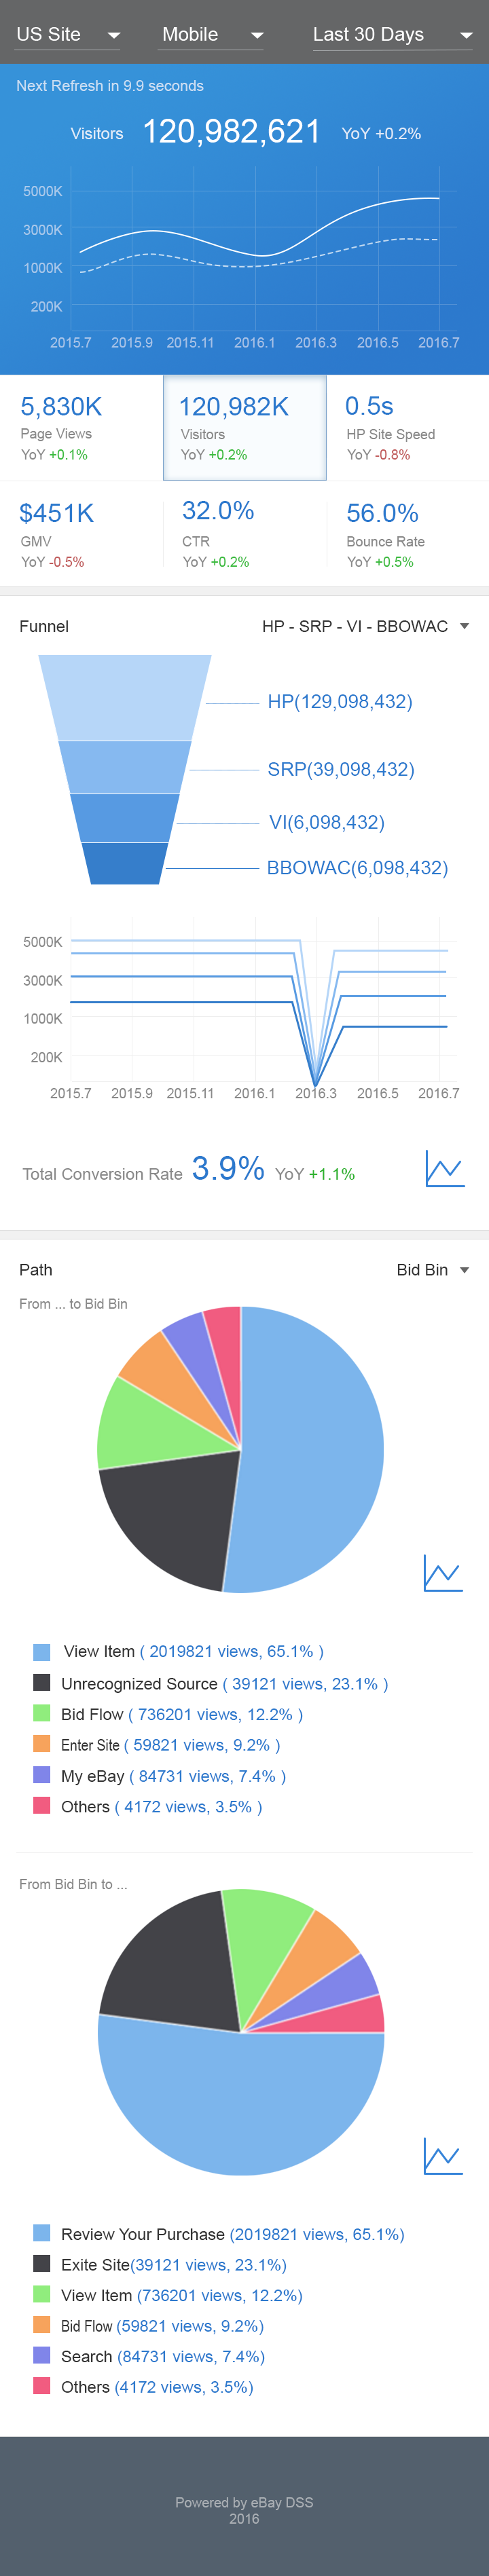 US Site Mobile Last 30 Days
Next Refresh in 9.9 seconds
Visitors 120,982,621 YoY +0.2%
5000K
3000K
1000K
200K
2015.7 2015.9 2015.11 2016.1 2016.3 2016.5 2016.7
5,830K 120,982K 0.5s
Page Views Visitors HP Site Speed
YoY +0.1% YoY +0.2% YoY -0.8%
$451K 32.0% 56.0%
GMV CTR Bounce Rate
YoY -0.5% YoY +0.2% YoY +0.5%
Funnel HP - SRP - VI - BBOWAC
HP(129,098,432)
SRP(39,098,432)
VI(6,098,432)
BBOWAC(6,098,432)
5000K
3000K
1000K
200K
2015.7 2015.9 2015.11 2016.1 2016.3 2016.5 2016.7
Total Conversion Rate 3.9% YoY +1.1%
Path Bid Bin
From ... to Bid Bin
View Item ( 2019821 views, 65.1% )
Unrecognized Source ( 39121 views, 23.1% )
Bid Flow ( 736201 views, 12.2% )
Enter Site ( 59821 views, 9.2% )
My eBay ( 84731 views, 7.4% )
Others ( 4172 views, 3.5% )
From Bid Bin to ...
Review Your Purchase (2019821 views, 65.1%)
Exite Site(39121 views, 23.1%)
View Item (736201 views, 12.2%)
Bid Flow (59821 views, 9.2%)
Search (84731 views, 7.4%)
Others (4172 views, 3.5%)
Powered by eBay DSS
2016